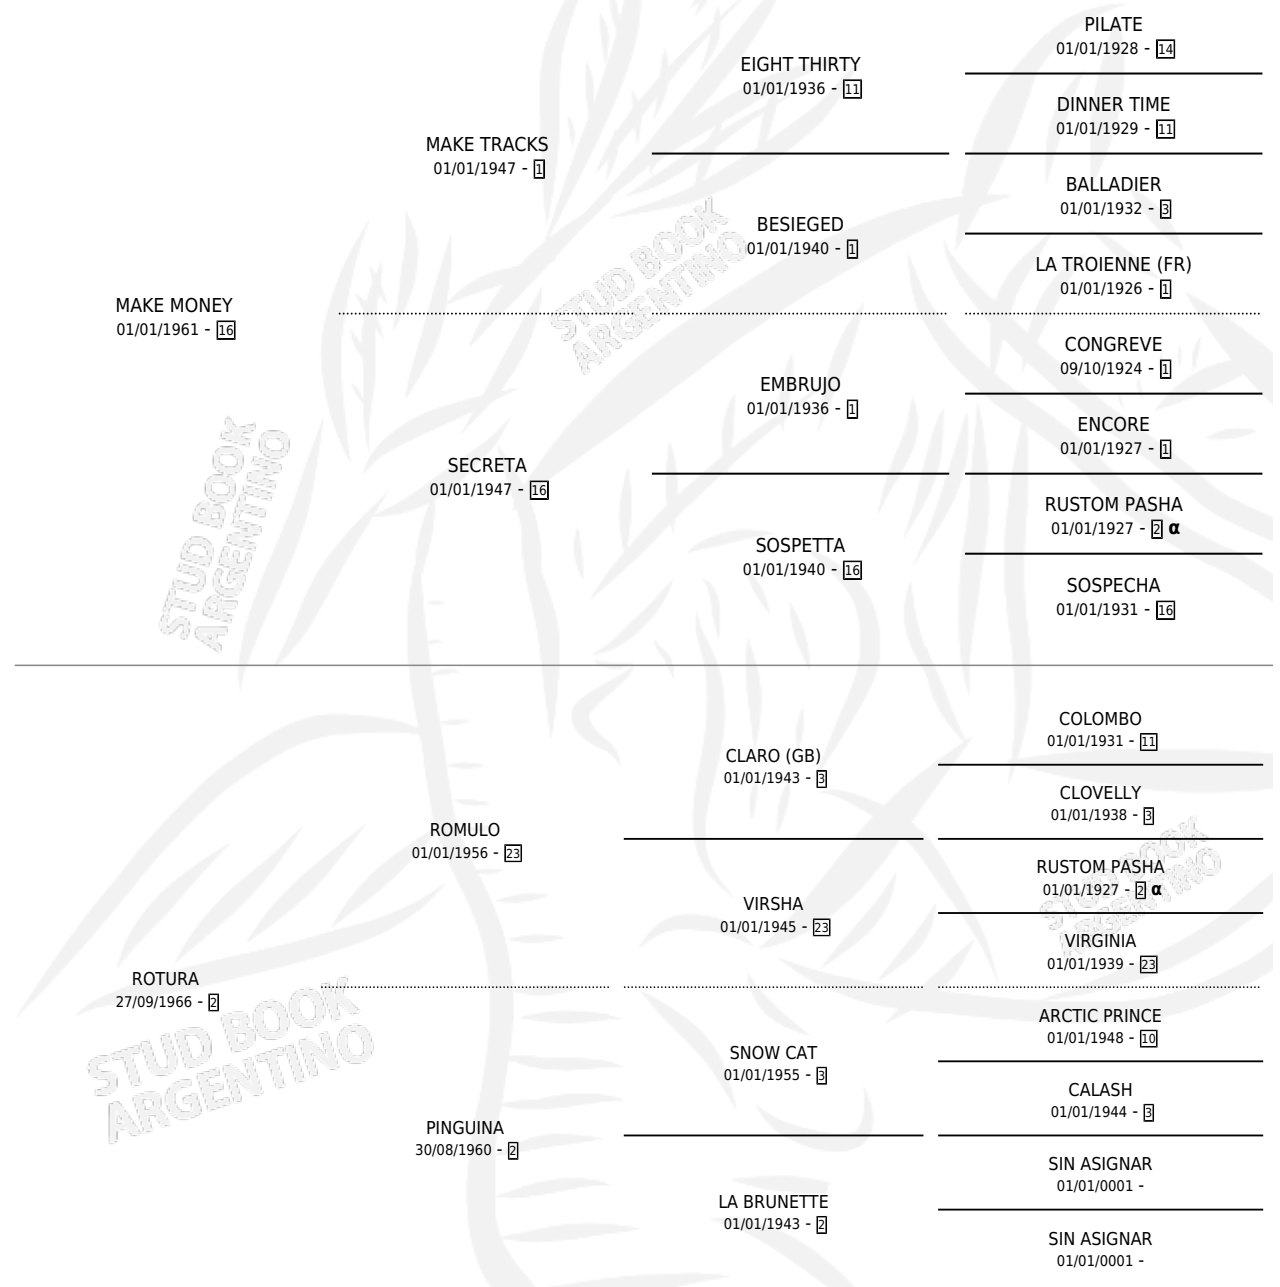 PILATE
01/01/1928 - 14
EIGHT THIRTY
01/01/1936 - 11
DINNER TIME
01/01/1929 - 11
MAKE TRACKS
01/01/1947 - 1
BALLADIER
01/01/1932 - 3
BESIEGED
01/01/1940 - 1
LA TROIENNE (FR)
01/01/1926 - 1
MAKE MONEY
01/01/1961 - 16
CONGREVE
09/10/1924 - 1
EMBRUJO
01/01/1936 - 1
ENCORE
01/01/1927 - 1
SECRETA
01/01/1947 - 16
RUSTOM PASHA
01/01/1927 - 2 α
SOSPETTA
01/01/1940 - 16
SOSPECHA
01/01/1931 - 16
COLOMBO
01/01/1931 - 11
CLARO (GB)
01/01/1943 - 3
CLOVELLY
01/01/1938 - 3
ROMULO
01/01/1956 - 23
RUSTOM PASHA
01/01/1927 - 2 α
VIRSHA
01/01/1945 - 23
VIRGINIA
01/01/1939 - 23
ROTURA
27/09/1966 - 2
ARCTIC PRINCE
01/01/1948 - 10
SNOW CAT
01/01/1955 - 3
CALASH
01/01/1944 - 3
PINGUINA
30/08/1960 - 2
SIN ASIGNAR
01/01/0001 -
LA BRUNETTE
01/01/1943 - 2
SIN ASIGNAR
01/01/0001 -
STUD BOOK
ARGENTINO
STUD BOOK
ARGENTINO
STUD BOOK
ARGENTINO
STUD BOOK
ARGENTINO